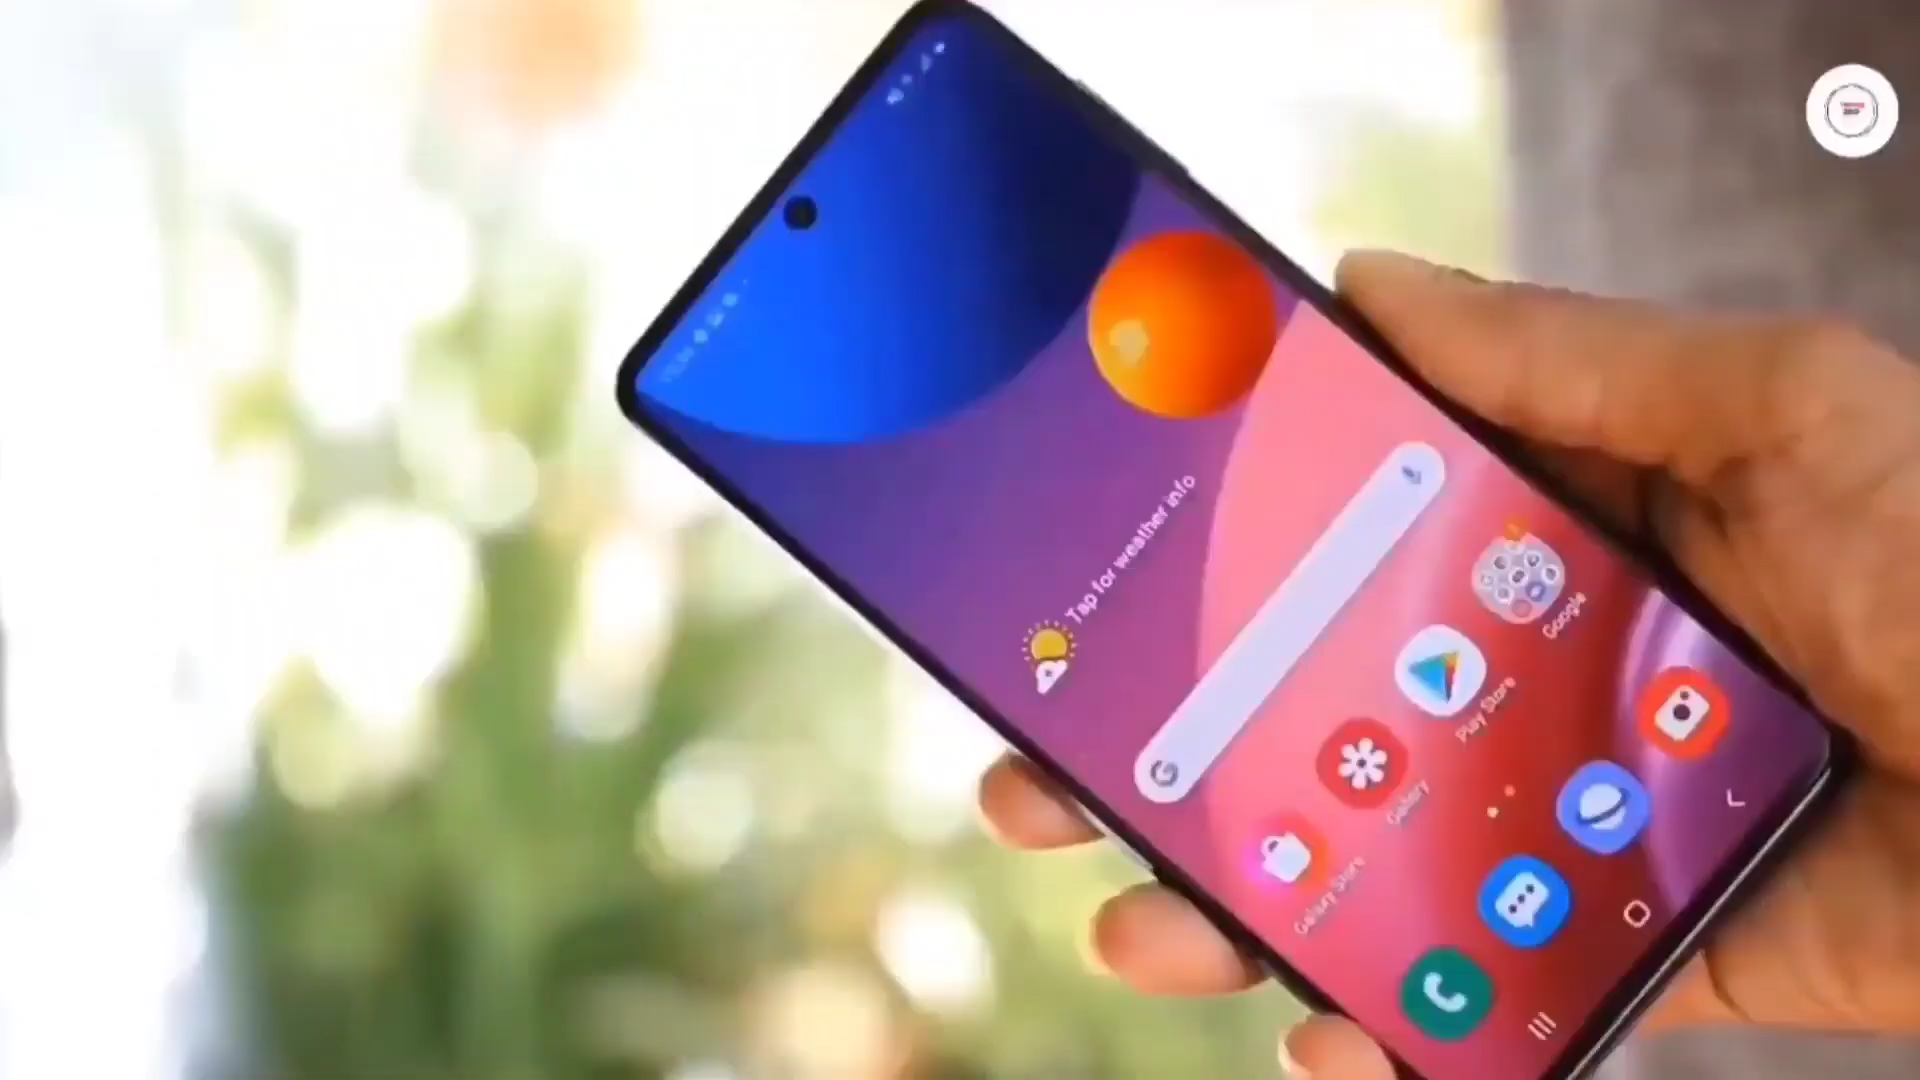 Tap for weather info
G
Google
Play Store
Gallery
Galaxy Store